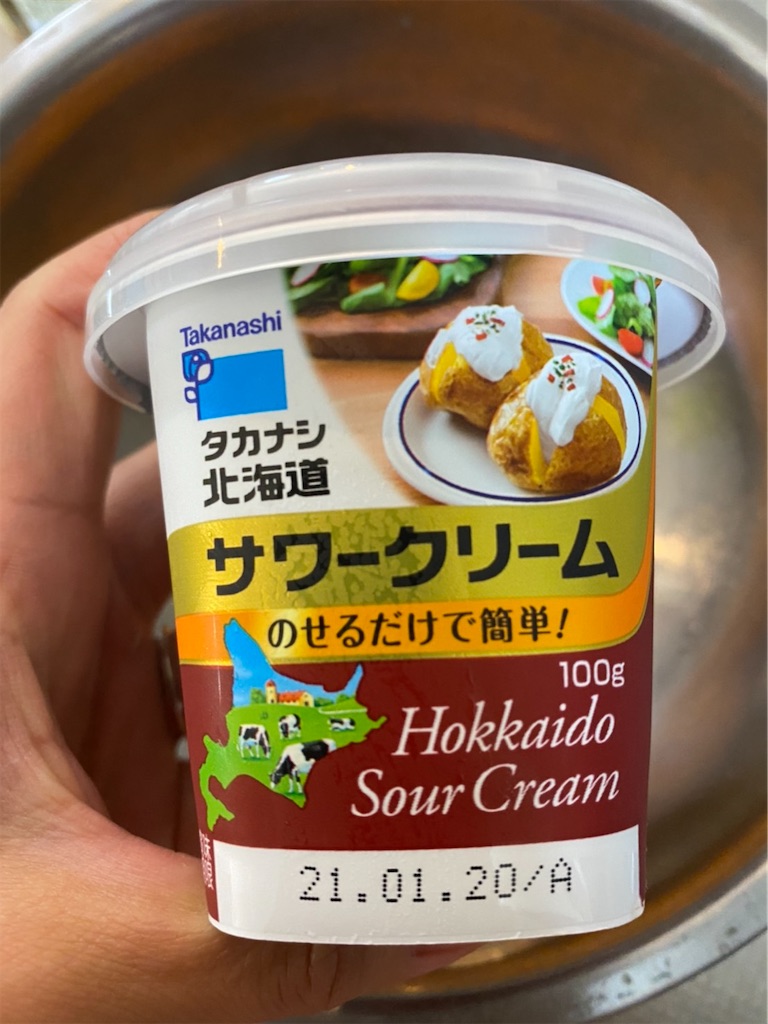 Takanashi
タカナシ
北海道
サワークリーム
のせるだけで簡単!
100g
Hokkaido
Sour Cream
21.01.20/A